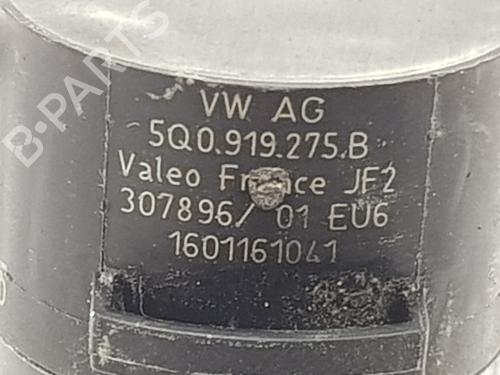 VW AG
5Q0.919.275.B
Valeo France JF2
307896/ 01 EU6
1601161041
B-PARTS